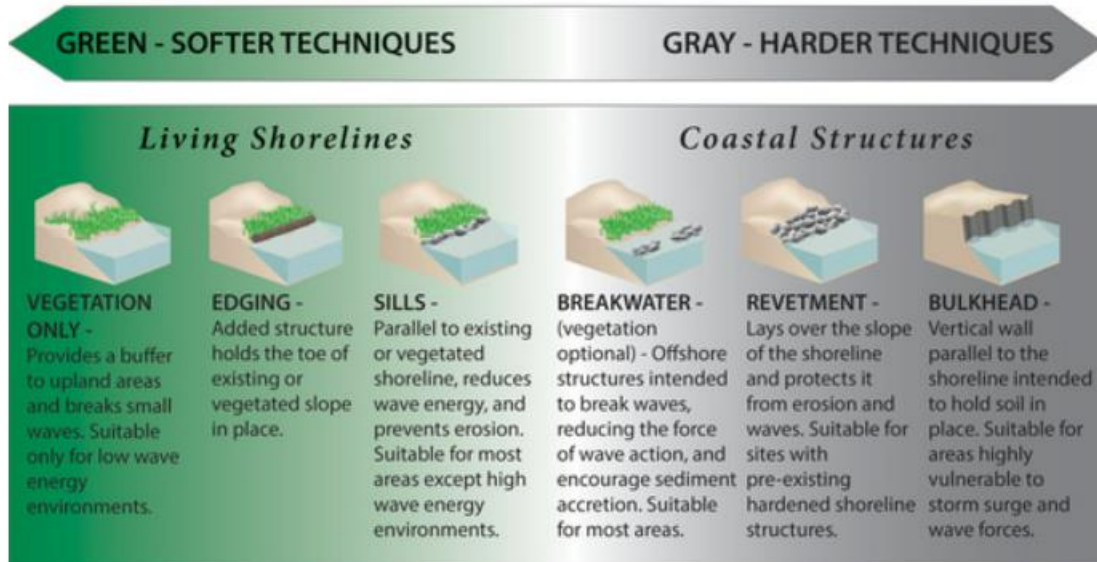 GREEN - SOFTER TECHNIQUES
GRAY - HARDER TECHNIQUES
Living Shorelines
Coastal Structures
VEGETATION
ONLY -
Provides a buffer
to upland areas
and breaks small
waves. Suitable
only for low wave
energy
environments.
EDGING -
Added structure
holds the toe of
existing or
vegetated slope
in place.
SILLS -
Parallel to existing
or vegetated
shoreline, reduces
wave energy, and
prevents erosion.
Suitable for most
areas except high
wave energy
environments.
BREAKWATER -
(vegetation
optional) - Offshore
structures intended
to break waves,
reducing the force
of wave action, and
encourage sediment
accretion. Suitable
for most areas.
REVETMENT -
Lays over the slope
of the shoreline
and protects it
from erosion and
waves. Suitable for
sites with
pre-existing
hardened shoreline
structures.
BULKHEAD -
Vertical wall
parallel to the
shoreline intended
to hold soil in
place. Suitable for
areas highly
vulnerable to
storm surge and
wave forces.